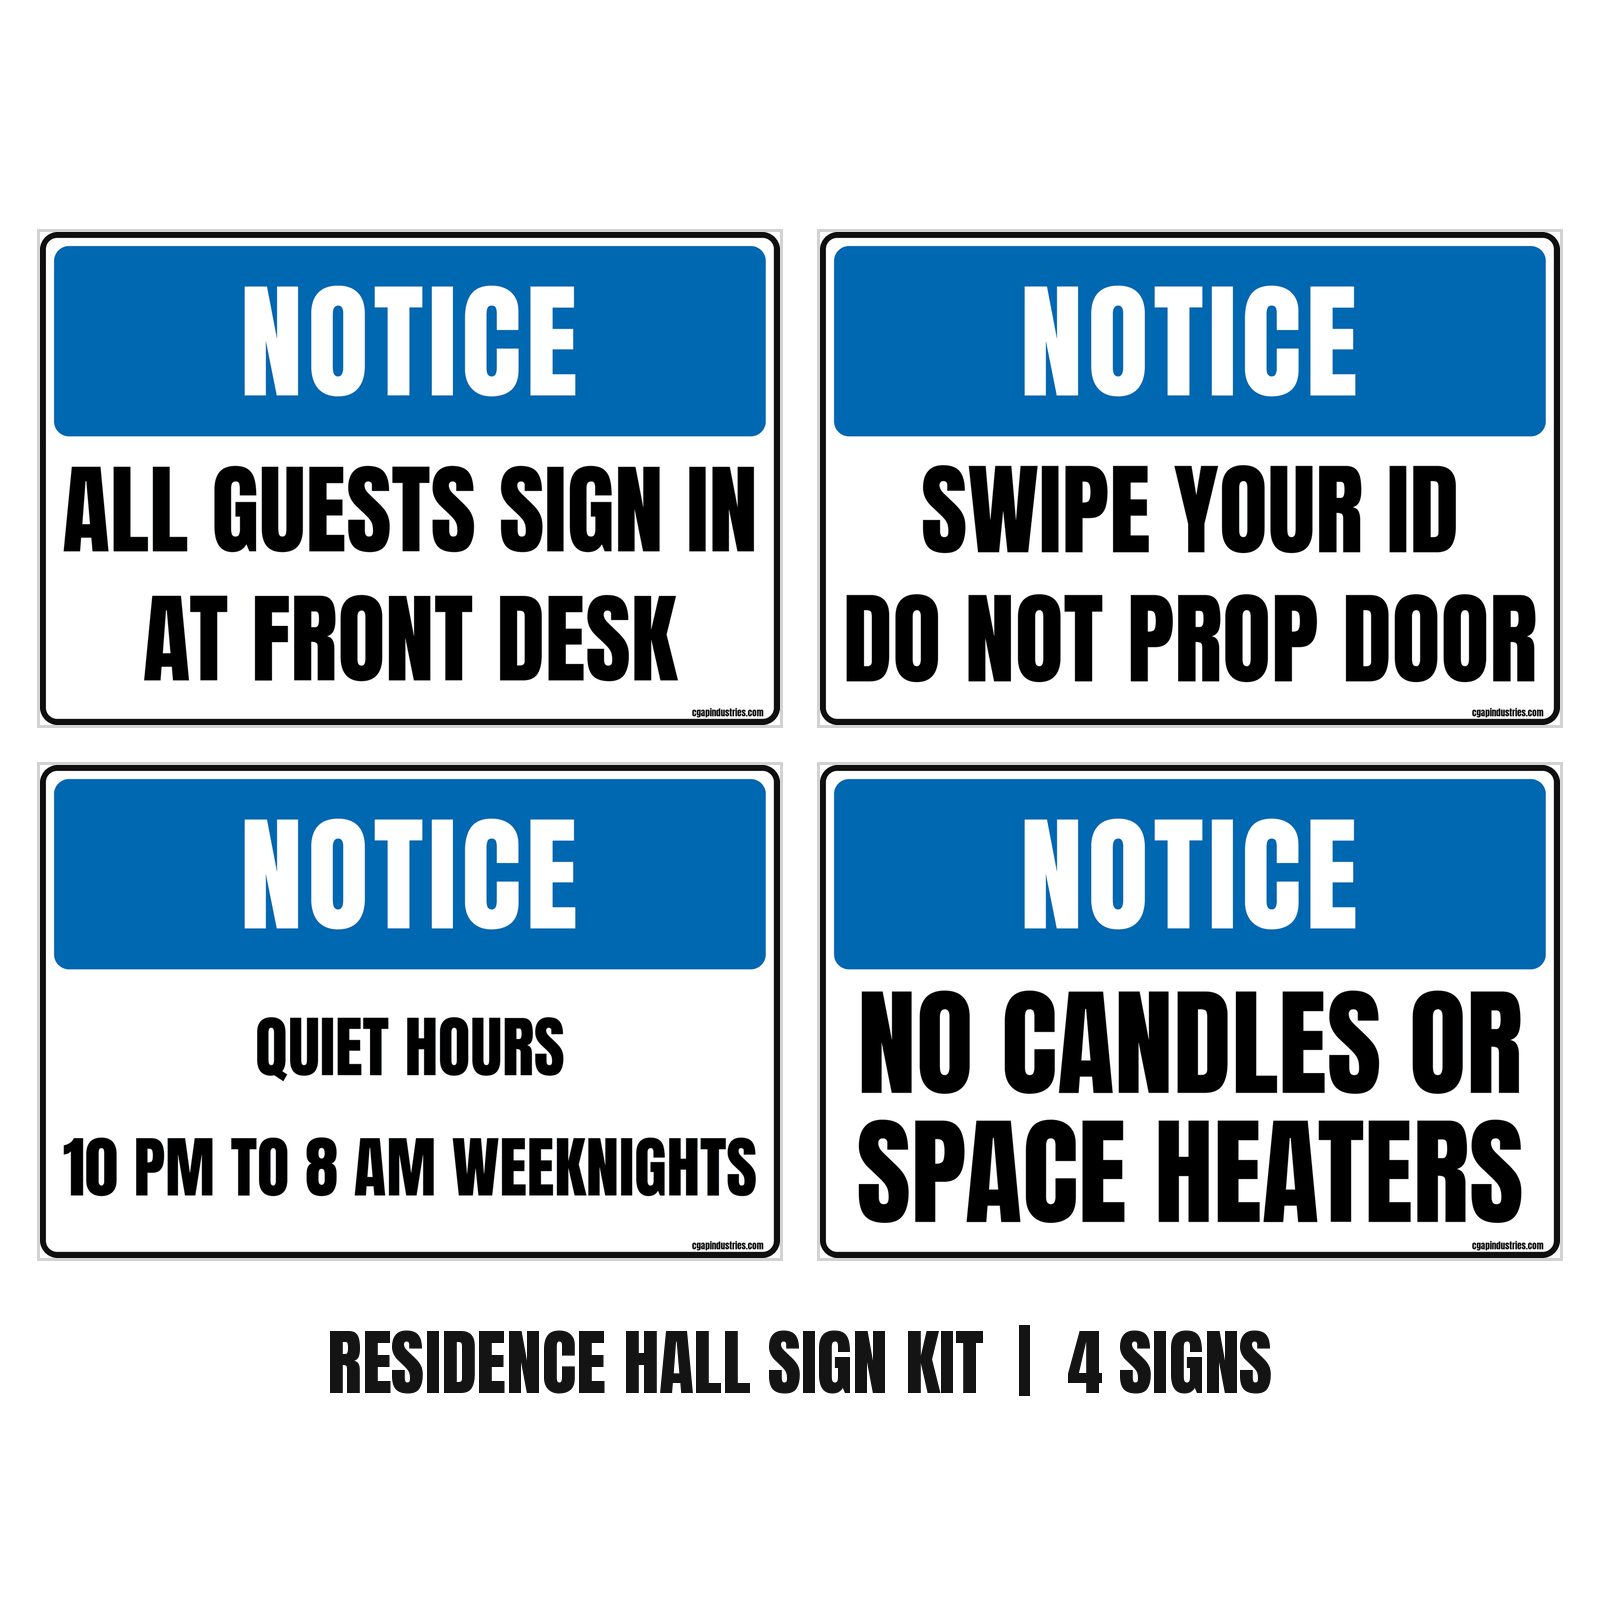 NOTICE
ALL GUESTS SIGN IN
AT FRONT DESK
cgapindustries.com
NOTICE
SWIPE YOUR ID
DO NOT PROP DOOR
cgapindustries.com
NOTICE
QUIET HOURS
10 PM TO 8 AM WEEKNIGHTS
cgapindustries.com
NOTICE
NO CANDLES OR
SPACE HEATERS
cgapindustries.com
RESIDENCE HALL SIGN KIT | 4 SIGNS